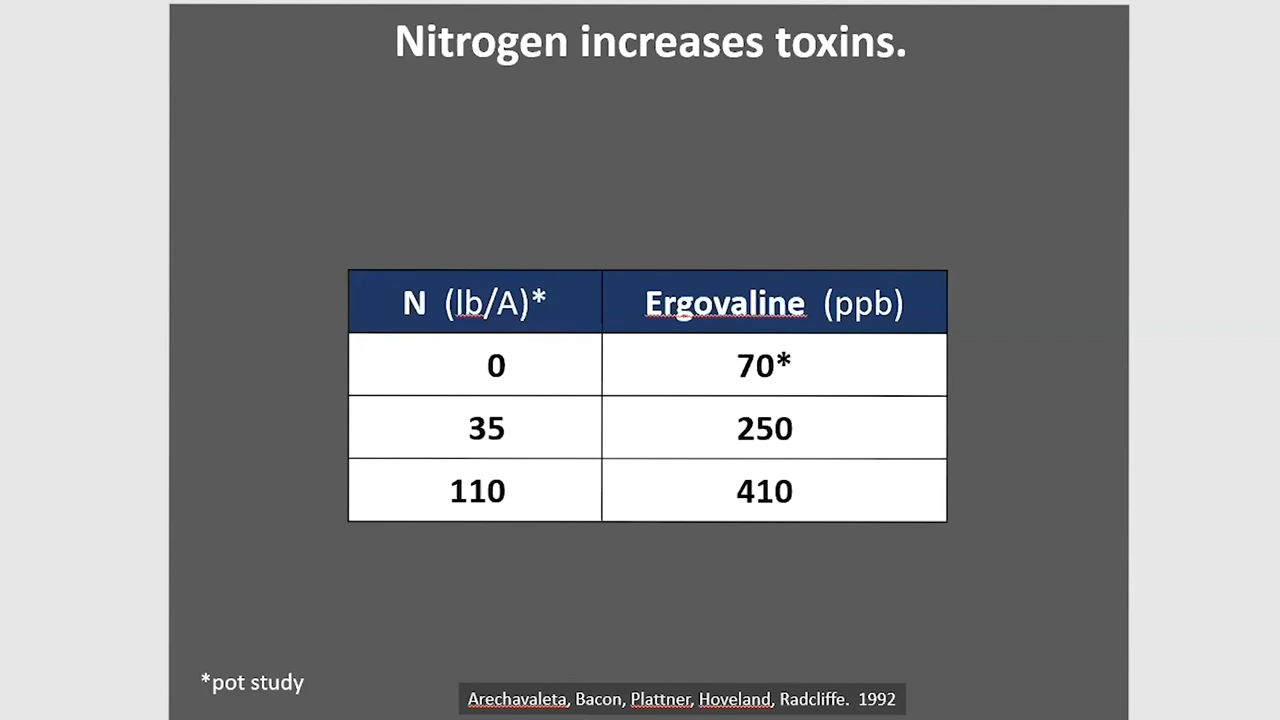 Nitrogen increases toxins.
N (lb/A)* Ergovaline (ppb)
0 70*
35 250
110 410
*pot study
Arechavaleta, Bacon, Plattner, Hoveland, Radcliffe. 1992